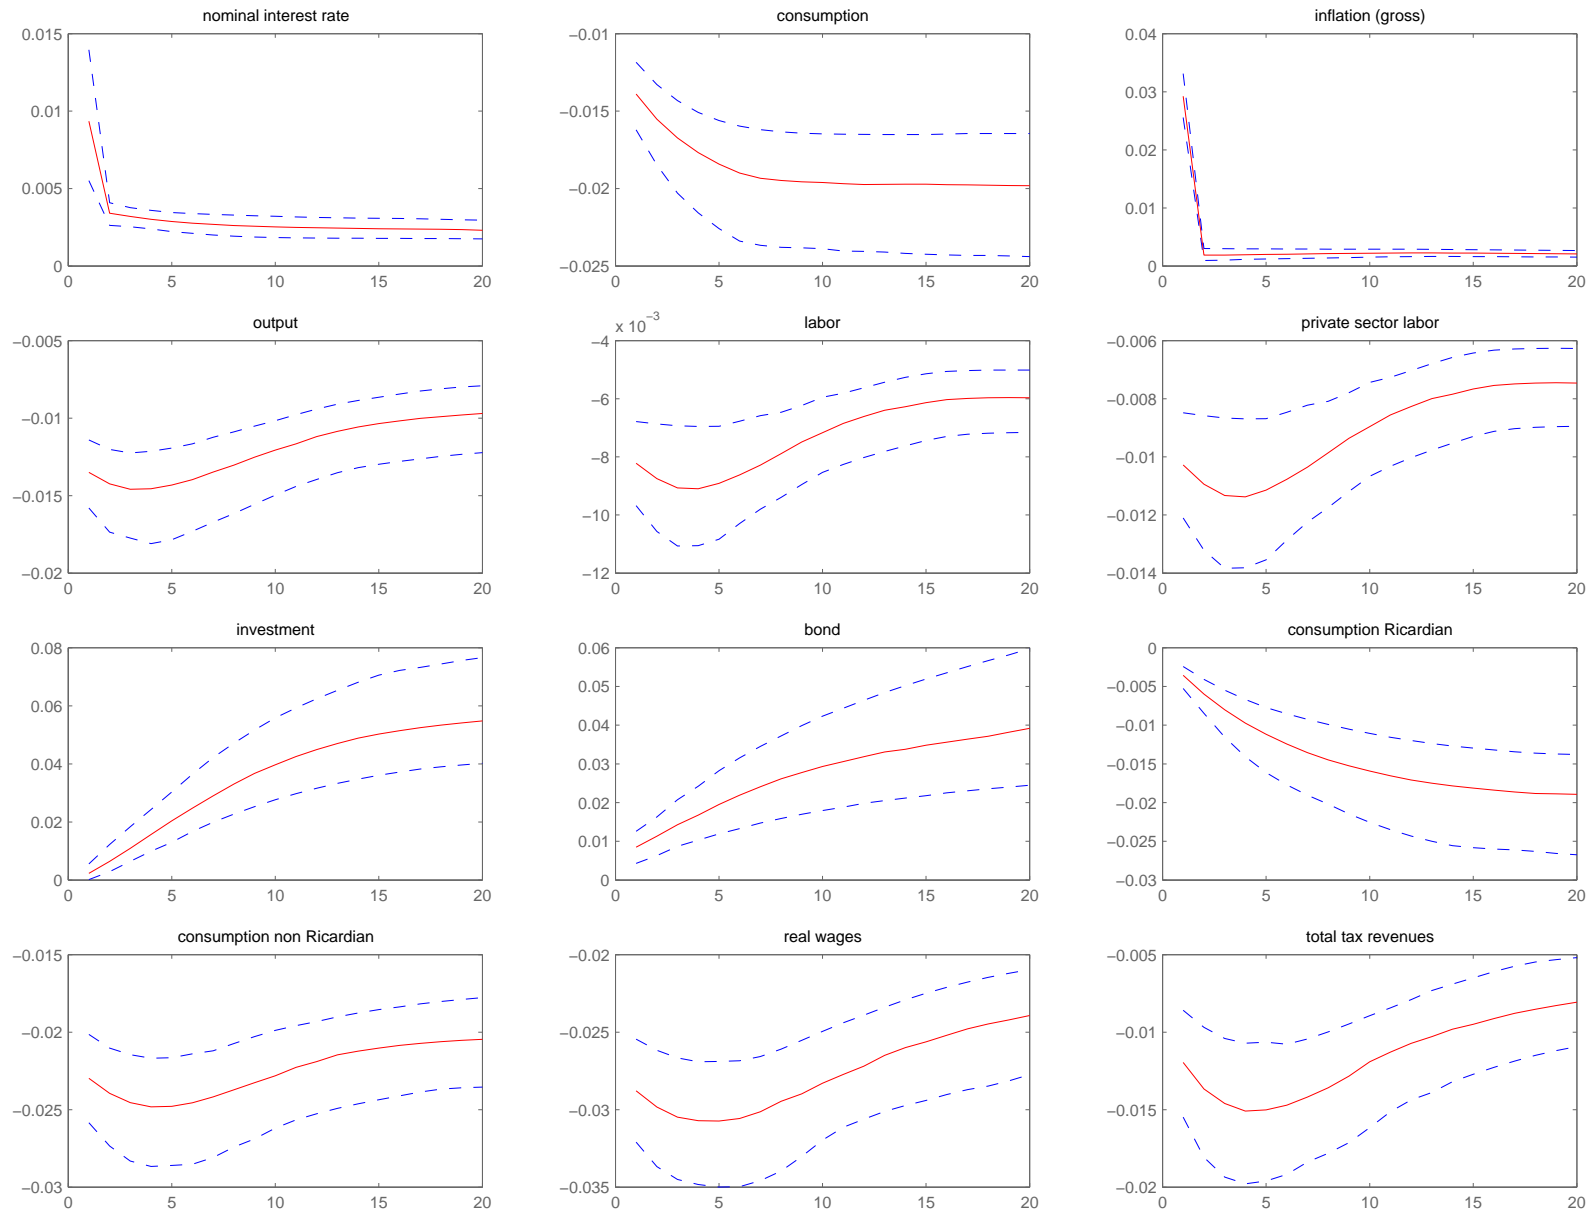 nominal interest rate
0.015
0.01
0.005
0
0 5 10 15 20
consumption
−0.01
−0.015
−0.02
−0.025
0 5 10 15 20
inflation (gross)
0.04
0.03
0.02
0.01
0
0 5 10 15 20
output
−0.005
−0.01
−0.015
−0.02
0 5 10 15 20
labor
x 10−3
−4
−6
−8
−10
−12
0 5 10 15 20
private sector labor
−0.006
−0.008
−0.01
−0.012
−0.014
0 5 10 15 20
investment
0.08
0.06
0.04
0.02
0
0 5 10 15 20
bond
0.06
0.05
0.04
0.03
0.02
0.01
0
0 5 10 15 20
consumption Ricardian
0
−0.005
−0.01
−0.015
−0.02
−0.025
−0.03
0 5 10 15 20
consumption non Ricardian
−0.015
−0.02
−0.025
−0.03
0 5 10 15 20
real wages
−0.02
−0.025
−0.03
−0.035
0 5 10 15 20
total tax revenues
−0.005
−0.01
−0.015
−0.02
0 5 10 15 20